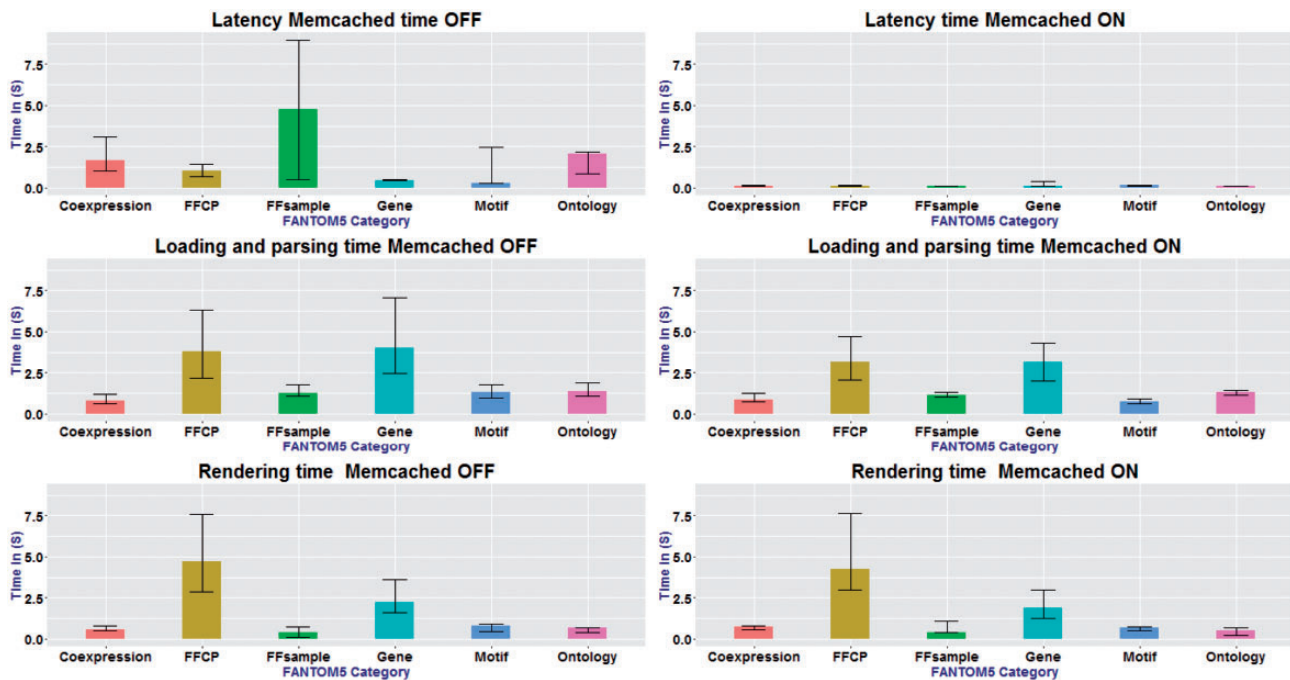 Latency Memcached time OFF
Time In (S)
7.5
5.0
2.5
0.0
Coexpression FFCP FFsample Gene Motif Ontology
FANTOM5 Category
Latency time Memcached ON
Time In (S)
7.5
5.0
2.5
0.0
Coexpression FFCP FFsample Gene Motif Ontology
FANTOM5 Category
Loading and parsing time Memcached OFF
Time In (S)
7.5
5.0
2.5
0.0
Coexpression FFCP FFsample Gene Motif Ontology
FANTOM5 Category
Loading and parsing time Memcached ON
Time In (S)
7.5
5.0
2.5
0.0
Coexpression FFCP FFsample Gene Motif Ontology
FANTOM5 Category
Rendering time Memcached OFF
Time In (S)
7.5
5.0
2.5
0.0
Coexpression FFCP FFsample Gene Motif Ontology
FANTOM5 Category
Rendering time Memcached ON
Time In (S)
7.5
5.0
2.5
0.0
Coexpression FFCP FFsample Gene Motif Ontology
FANTOM5 Category